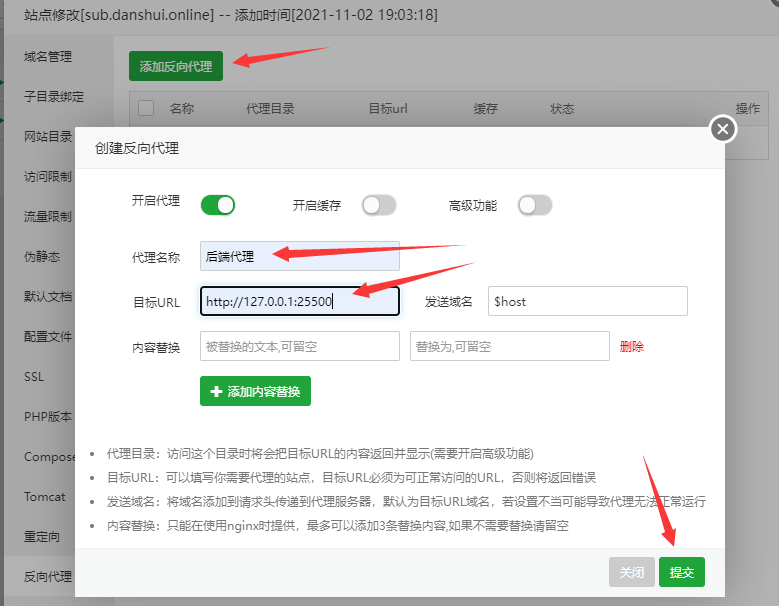 站点修改[sub.danshui.online] -- 添加时间[2021-11-02 19:03:18]
域名管理
子目录绑定
网站目录
访问限制
流量限制
伪静态
默认文档
配置文件
SSL
PHP版本
Compose
Tomcat
重定向
反向代理
添加反向代理
名称 代理目录 目标url 缓存 状态 操作
创建反向代理
开启代理 开启缓存 高级功能
代理名称 后端代理
目标URL http://127.0.0.1:25500 发送域名 $host
内容替换 被替换的文本,可留空 替换为,可留空 删除
添加内容替换
代理目录：访问这个目录时将会把目标URL的内容返回并显示(需要开启高级功能)
目标URL：可以填写你需要代理的站点，目标URL必须为可正常访问的URL，否则将返回错误
发送域名：将域名添加到请求头传递到代理服务器，默认为目标URL域名，若设置不当可能导致代理无法正常运行
内容替换：只能在使用nginx时提供，最多可以添加3条替换内容,如果不需要替换请留空
关闭 提交